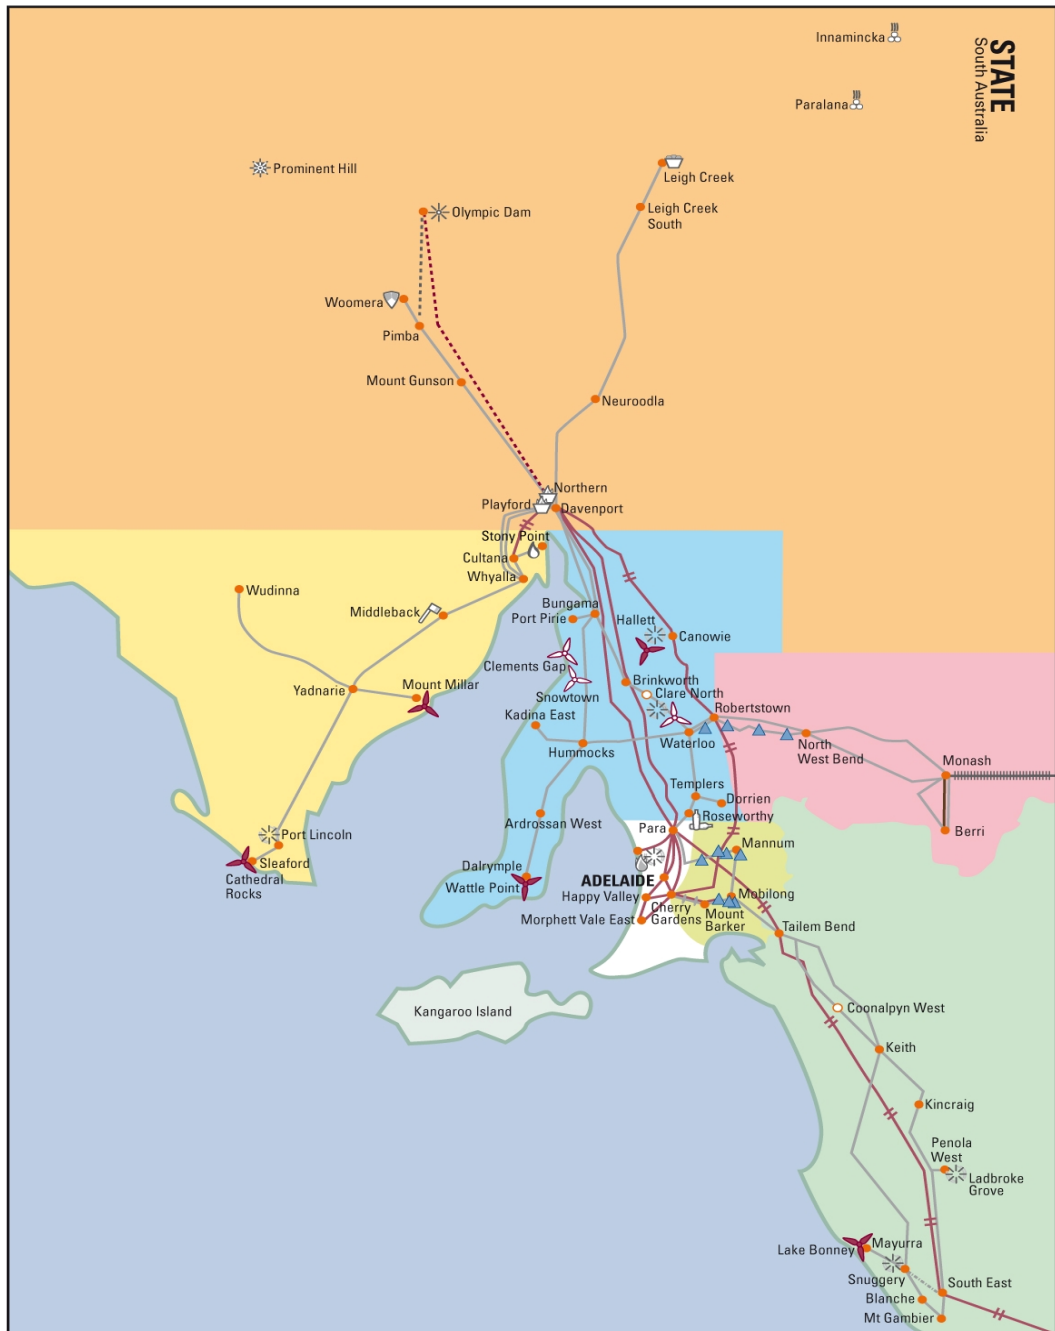 Innamincka
STATE
South Australia
Paralana
Prominent Hill
Leigh Creek
Leigh Creek
South
Olympic Dam
Woomera
Pimba
Mount Gunson
Neuroodla
Northern
Playford
Davenport
Stony Point
Cultana
Whyalla
Wudinna
Middleback
Bungama
Port Pirie
Hallett
Canowie
Clements Gap
Brinkworth
Yadnarie
Mount Millar
Snowtown
Clare North
Kadina East
Robertstown
Waterloo
North
West Bend
Hummocks
Monash
Templers
Dorrien
Ardrossan West
Roseworthy
Para
Berri
Port Lincoln
Mannum
Sleaford
Cathedral
Rocks
Dalrymple
Wattle Point
ADELAIDE
Happy Valley
Cherry
Gardens
Mobilong
Mount
Barker
Morphett Vale East
Tailem Bend
Kangaroo Island
Coonalpyn West
Keith
Kincraig
Penola
West
Ladbroke
Grove
Mayurra
Lake Bonney
Snuggery
South East
Blanche
Mt Gambier